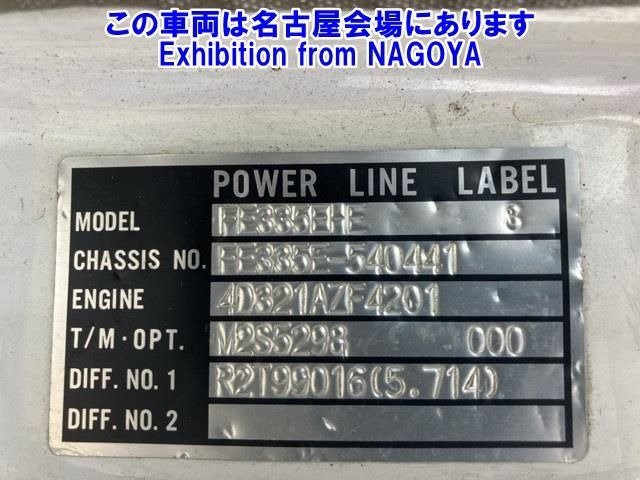 この車両は名古屋会場にあります
Exhibition from NAGOYA
POWER LINE LABEL
MODEL FE335EHE 3
CHASSIS NO. FE335E-540441
ENGINE 4D321AZF4201
T/M·OPT. M2S5298 000
DIFF. NO. 1 R2T99016(5.714)
DIFF. NO. 2